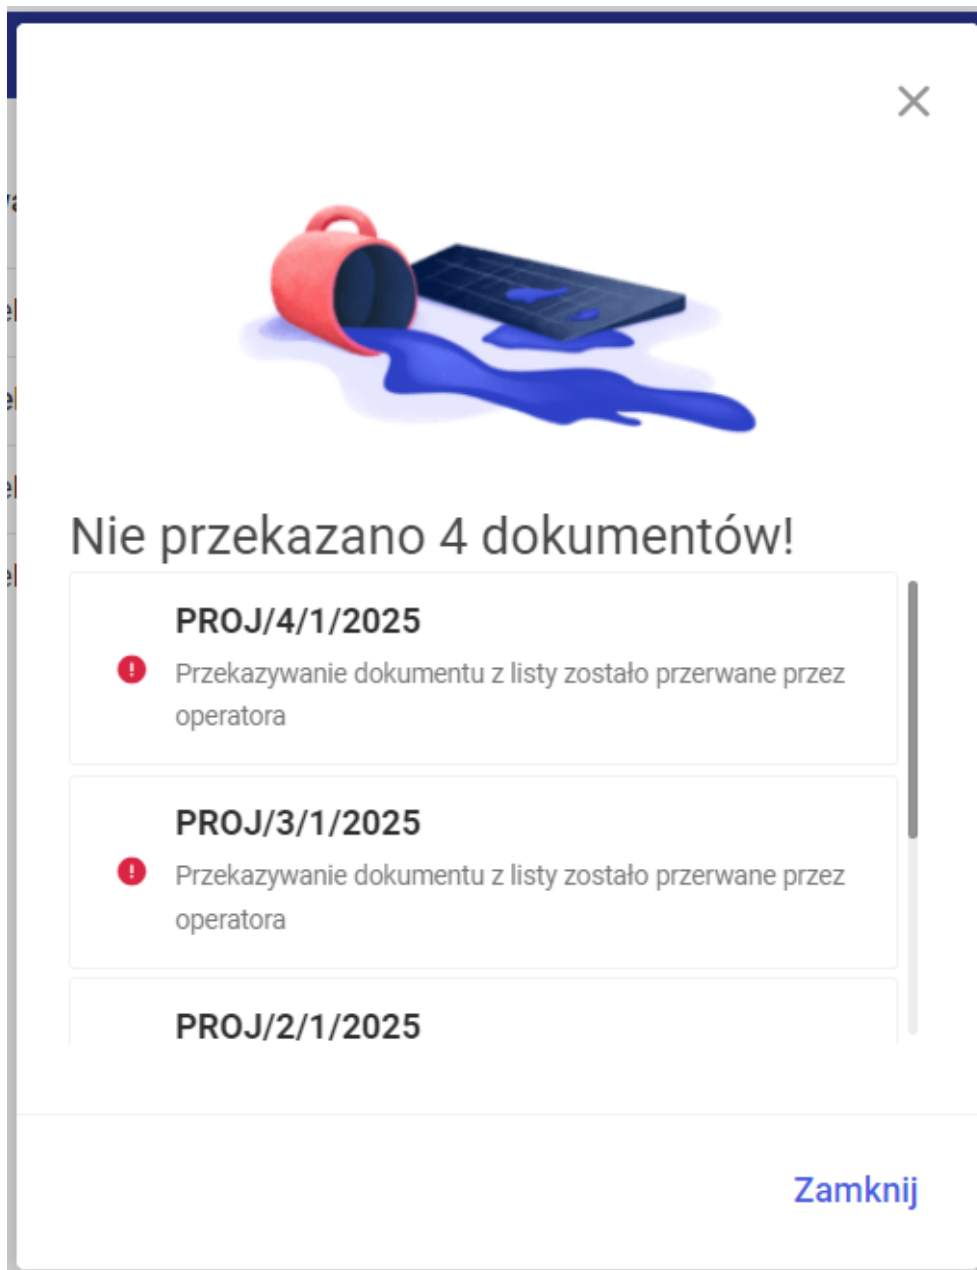 Nie przekazano 4 dokumentów!
PROJ/4/1/2025
Przekazywanie dokumentu z listy zostało przerwane przez
operatora
PROJ/3/1/2025
Przekazywanie dokumentu z listy zostało przerwane przez
operatora
PROJ/2/1/2025
Zamknij